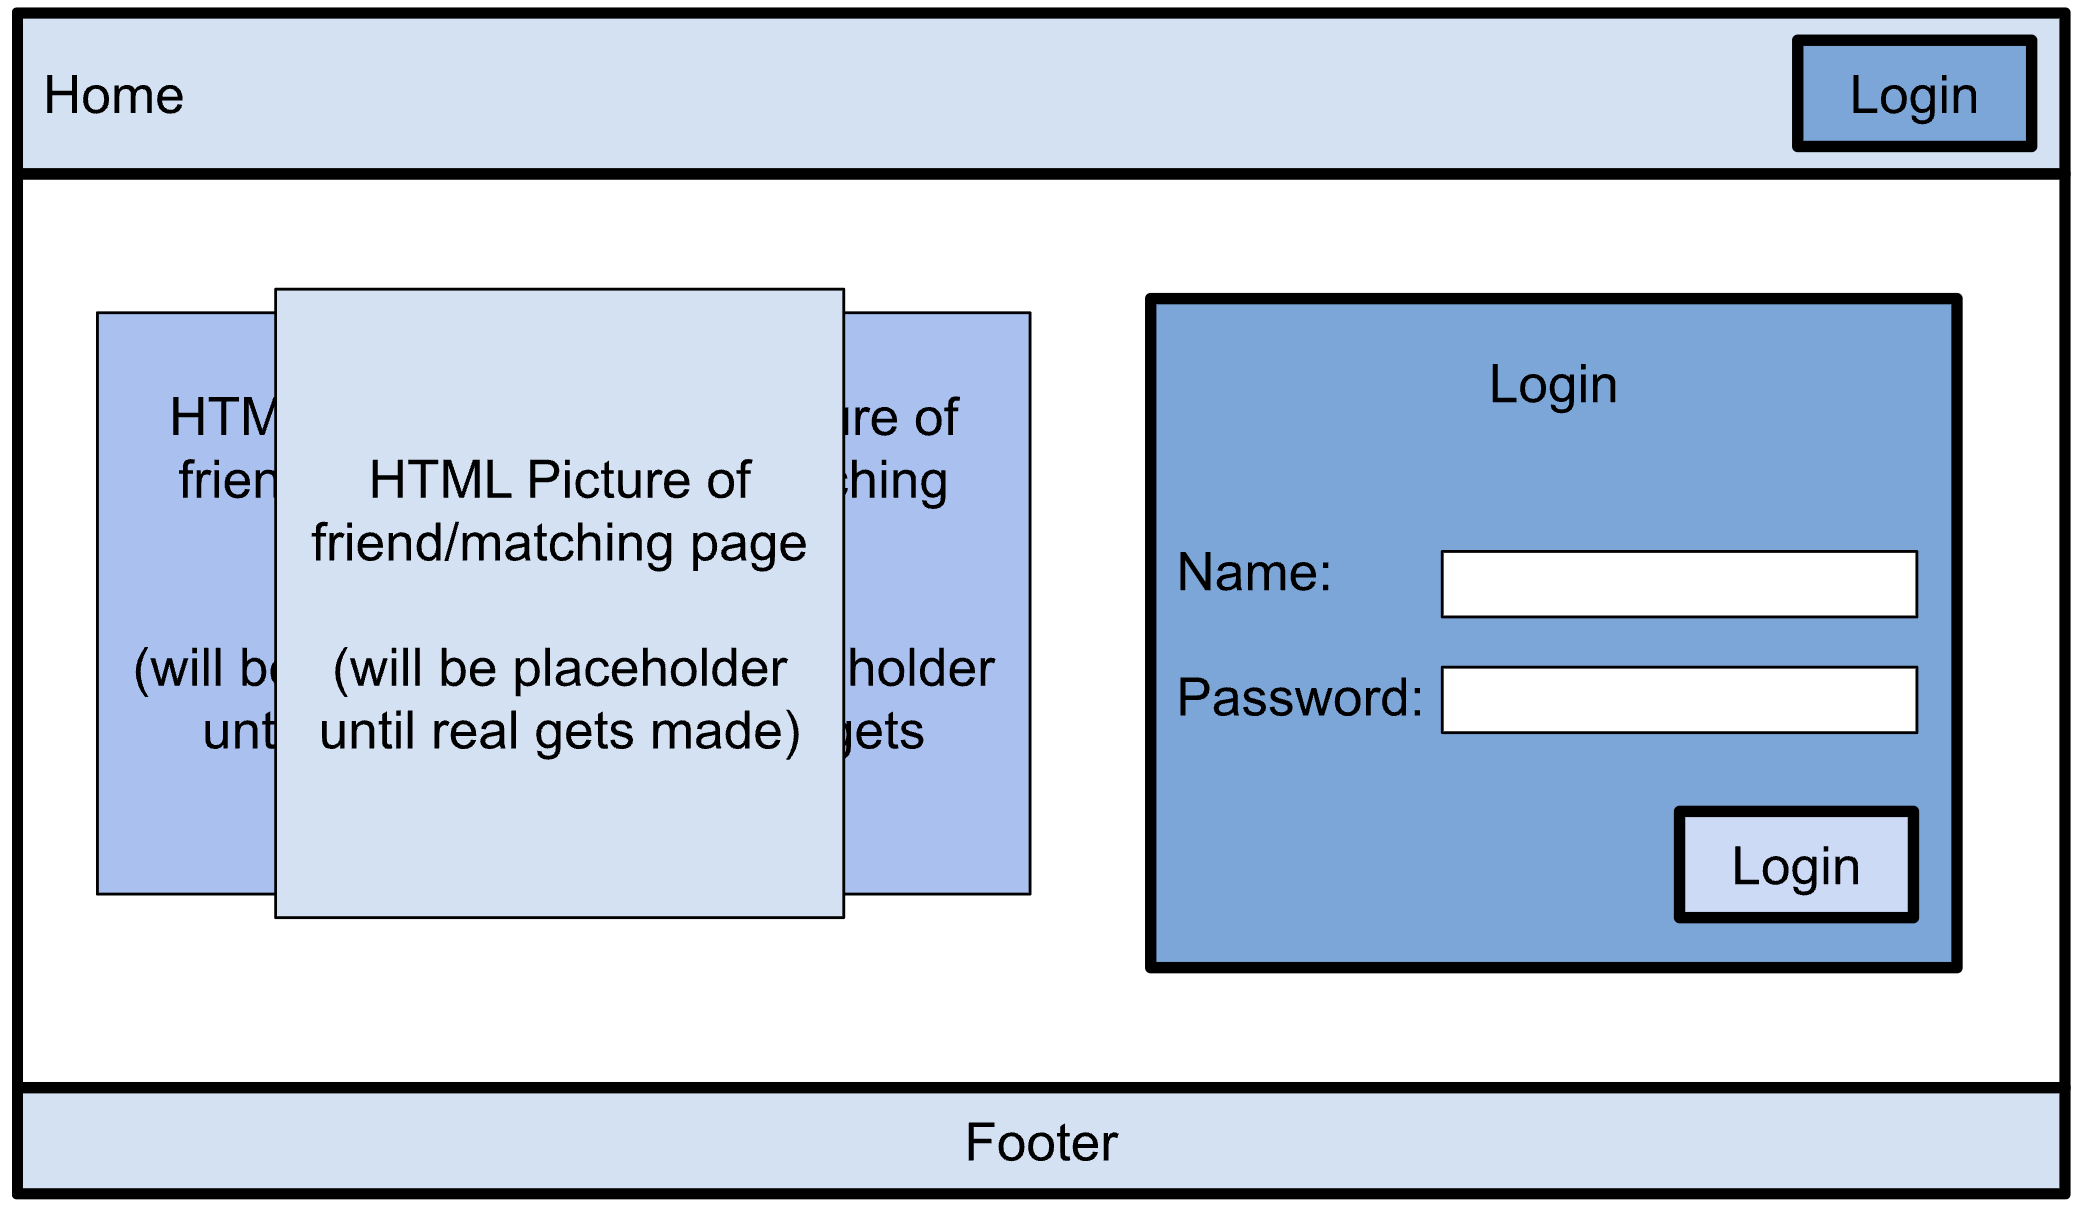 Home
Login
HTM
frien
(will be
unt
HTML Picture of
friend/matching page
(will be placeholder
until real gets made)
ure of
ching
holder
gets
Login
Name:
Password:
Login
Footer